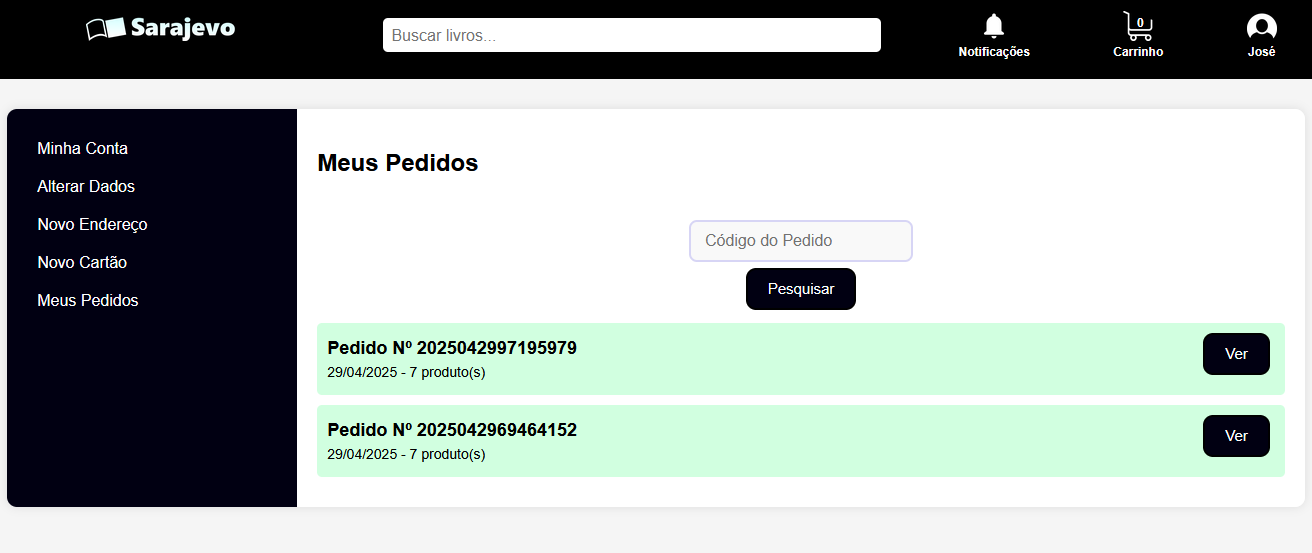 Sarajevo
Buscar livros...
Notificações
0
Carrinho
José
Minha Conta
Alterar Dados
Novo Endereço
Novo Cartão
Meus Pedidos
Meus Pedidos
Código do Pedido
Pesquisar
Pedido Nº 2025042997195979
29/04/2025 - 7 produto(s)
Ver
Pedido Nº 2025042969464152
29/04/2025 - 7 produto(s)
Ver